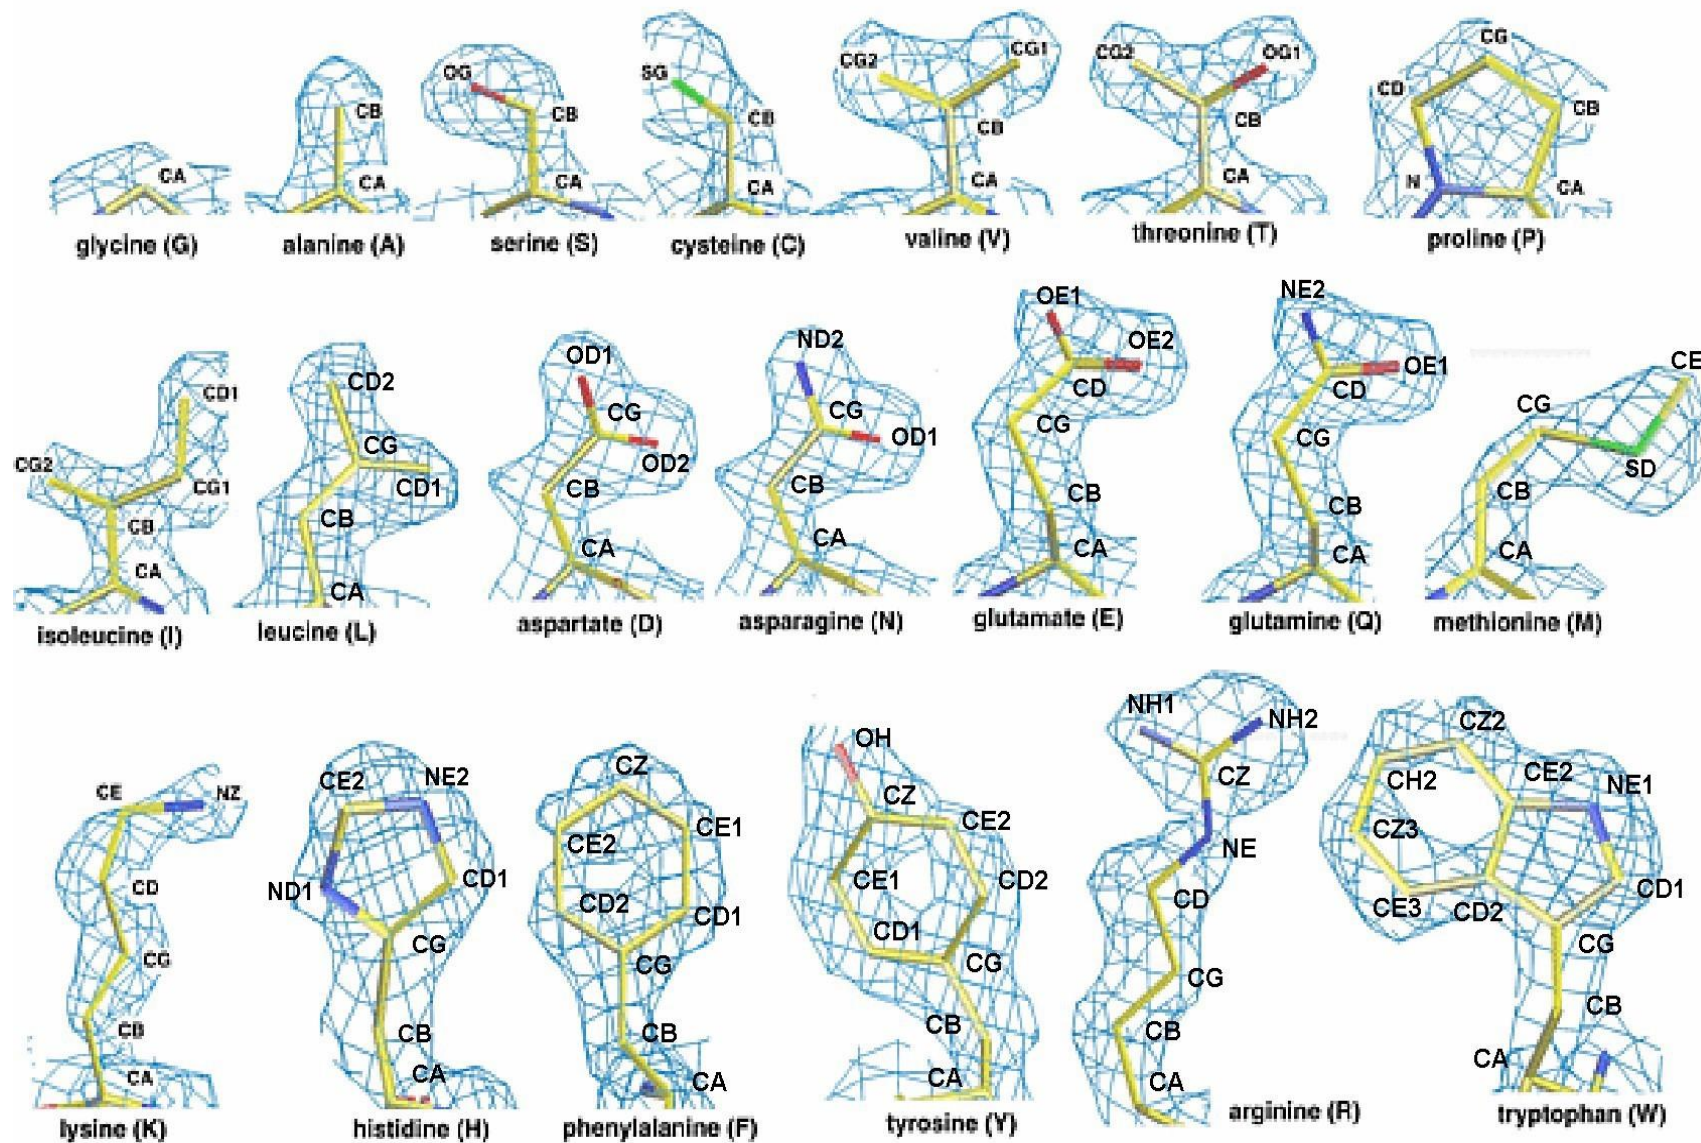 CA
glycine (G)
CB
CA
alanine (A)
OG
CB
CA
serine (S)
SG
CB
CA
cysteine (C)
CG2
CG1
CB
CA
valine (V)
CG2
OG1
CB
CA
threonine (T)
CG
CD
CB
N
CA
proline (P)
CD1
CG2
CG1
CB
CA
isoleucine (I)
CD2
CG
CD1
CB
CA
leucine (L)
OD1
CG
OD2
CB
CA
aspartate (D)
ND2
CG
OD1
CB
CA
asparagine (N)
OE1
OE2
CD
CG
CB
CA
glutamate (E)
NE2
OE1
CD
CG
CB
CA
glutamine (Q)
CE
CG
SD
CB
CA
methionine (M)
CE
NZ
CD
CG
CB
CA
lysine (K)
CE2
NE2
ND1
CD1
CG
CB
CA
histidine (H)
CZ
CE1
CE2
CD2
CD1
CG
CB
CA
phenylalanine (F)
OH
CZ
CE2
CE1
CD2
CD1
CG
CB
CA
tyrosine (Y)
NH1
NH2
CZ
NE
CD
CG
CB
CA
arginine (R)
CZ2
CE2
NE1
CH2
CZ3
CD1
CE3
CD2
CG
CB
CA
tryptophan (W)